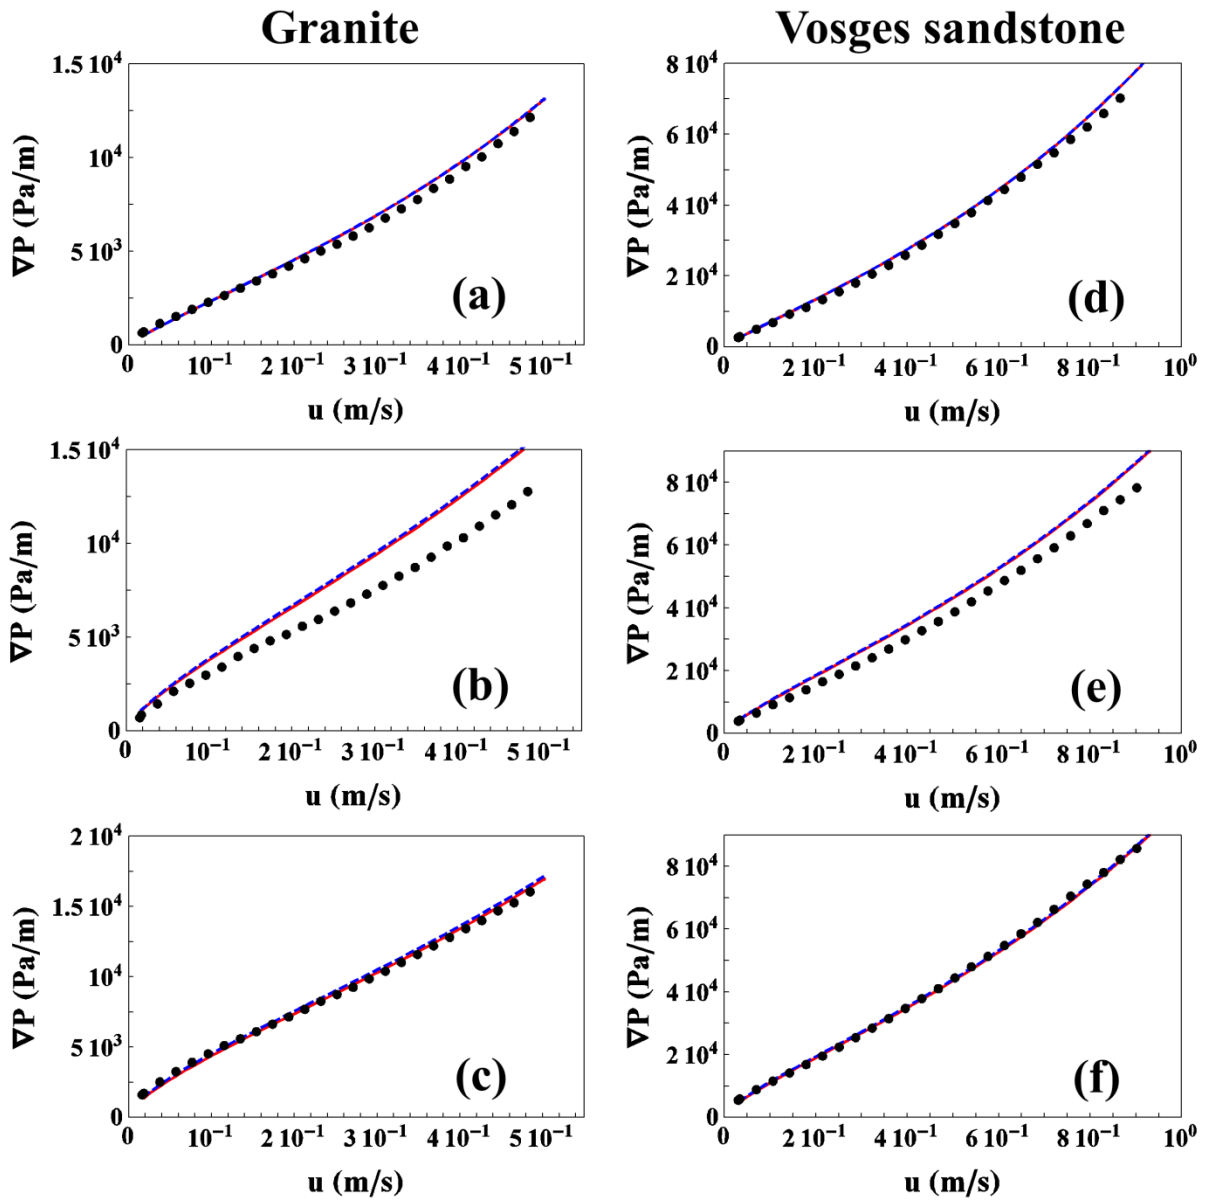 Granite
Vosges sandstone
1.5 10⁴
10⁴
5 10³
0
∇P (Pa/m)
(a)
0 10⁻¹ 2 10⁻¹ 3 10⁻¹ 4 10⁻¹ 5 10⁻¹
u (m/s)
8 10⁴
6 10⁴
4 10⁴
2 10⁴
0
∇P (Pa/m)
(d)
0 2 10⁻¹ 4 10⁻¹ 6 10⁻¹ 8 10⁻¹ 10⁰
u (m/s)
1.5 10⁴
10⁴
5 10³
0
∇P (Pa/m)
(b)
0 10⁻¹ 2 10⁻¹ 3 10⁻¹ 4 10⁻¹ 5 10⁻¹
u (m/s)
8 10⁴
6 10⁴
4 10⁴
2 10⁴
0
∇P (Pa/m)
(e)
0 2 10⁻¹ 4 10⁻¹ 6 10⁻¹ 8 10⁻¹ 10⁰
u (m/s)
2 10⁴
1.5 10⁴
10⁴
5 10³
0
∇P (Pa/m)
(c)
0 10⁻¹ 2 10⁻¹ 3 10⁻¹ 4 10⁻¹ 5 10⁻¹
u (m/s)
8 10⁴
6 10⁴
4 10⁴
2 10⁴
0
∇P (Pa/m)
(f)
0 2 10⁻¹ 4 10⁻¹ 6 10⁻¹ 8 10⁻¹ 10⁰
u (m/s)